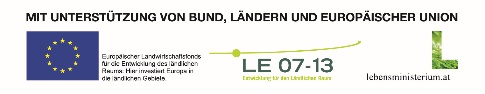 MIT UNTERSTÜTZUNG VON BUND, LÄNDERN UND EUROPÄISCHER UNION
Europäischer Landwirtschaftsfonds
für die Entwicklung des ländlichen
Raums: Hier investiert Europa in
die ländlichen Gebiete.
LE 07-13
Entwicklung für den Ländlichen Raum
lebensministerium.at